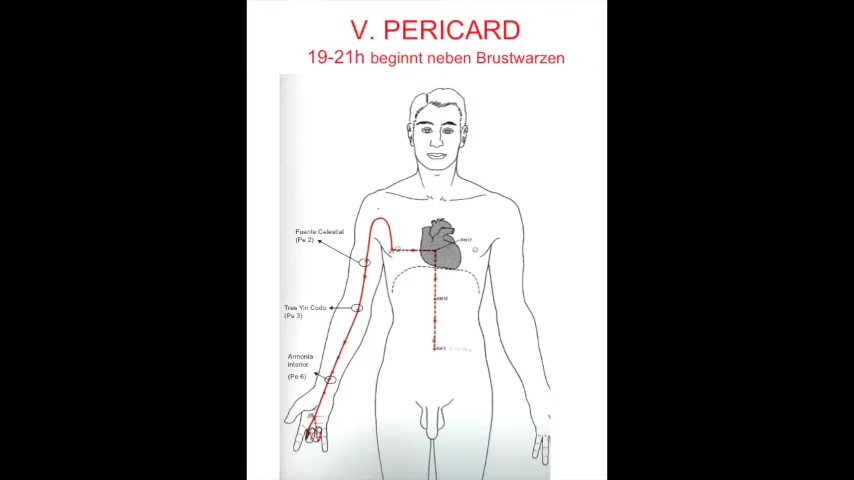 V. PERICARD
19-21h beginnt neben Brustwarzen
Fuente Celestial
(Pe 2)
Tres Yin Codo
(Pe 3)
Armonia
Interior
(Pe 6)